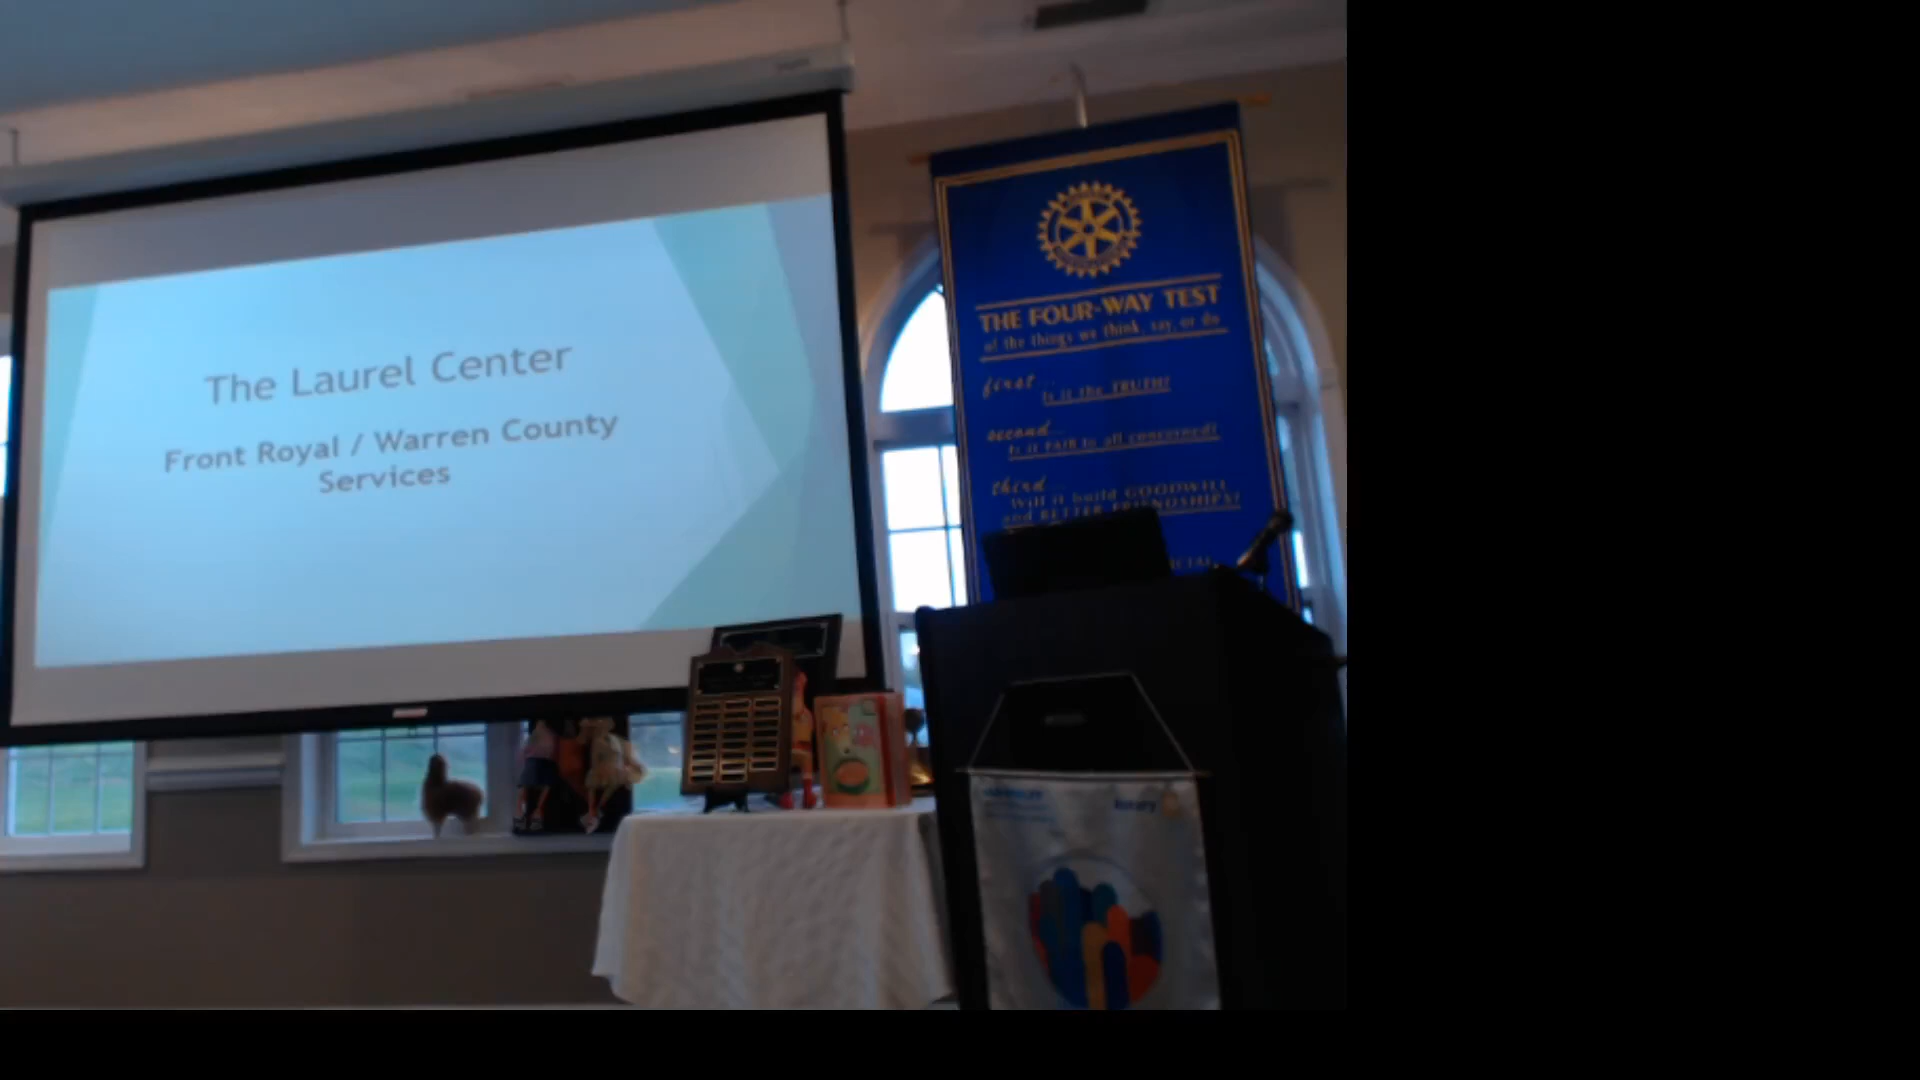 The Laurel Center
Front Royal / Warren County
Services
THE FOUR-WAY TEST
of the things we think, say, or do
first...
Is it the TRUTH?
second...
Is it FAIR to all concerned?
third...
Will it build GOODWILL
and BETTER FRIENDSHIPS?
Rotary